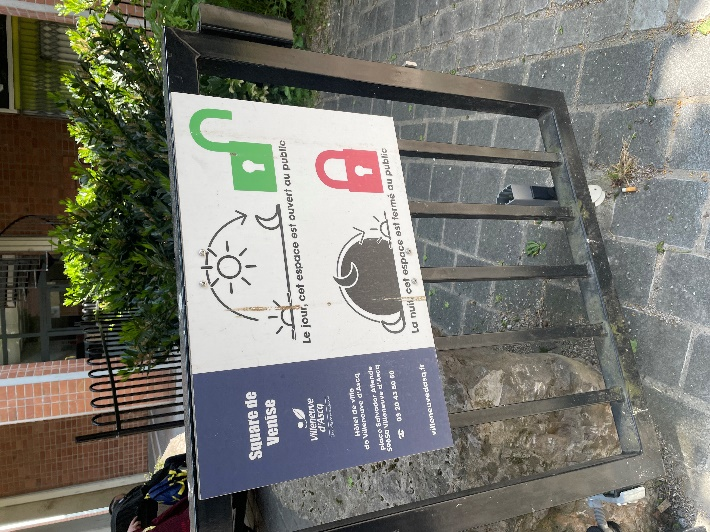 Square de
Venise
Villeneuve
d'Ascq
Hôtel de ville
de Villeneuve d'Ascq
place Salvador Allende
59650 Villeneuve d'Ascq
☎ 03 20 43 50 50
villeneuvedascq.fr
Le jour, cet espace est ouvert au public
La nuit, cet espace est fermé au public